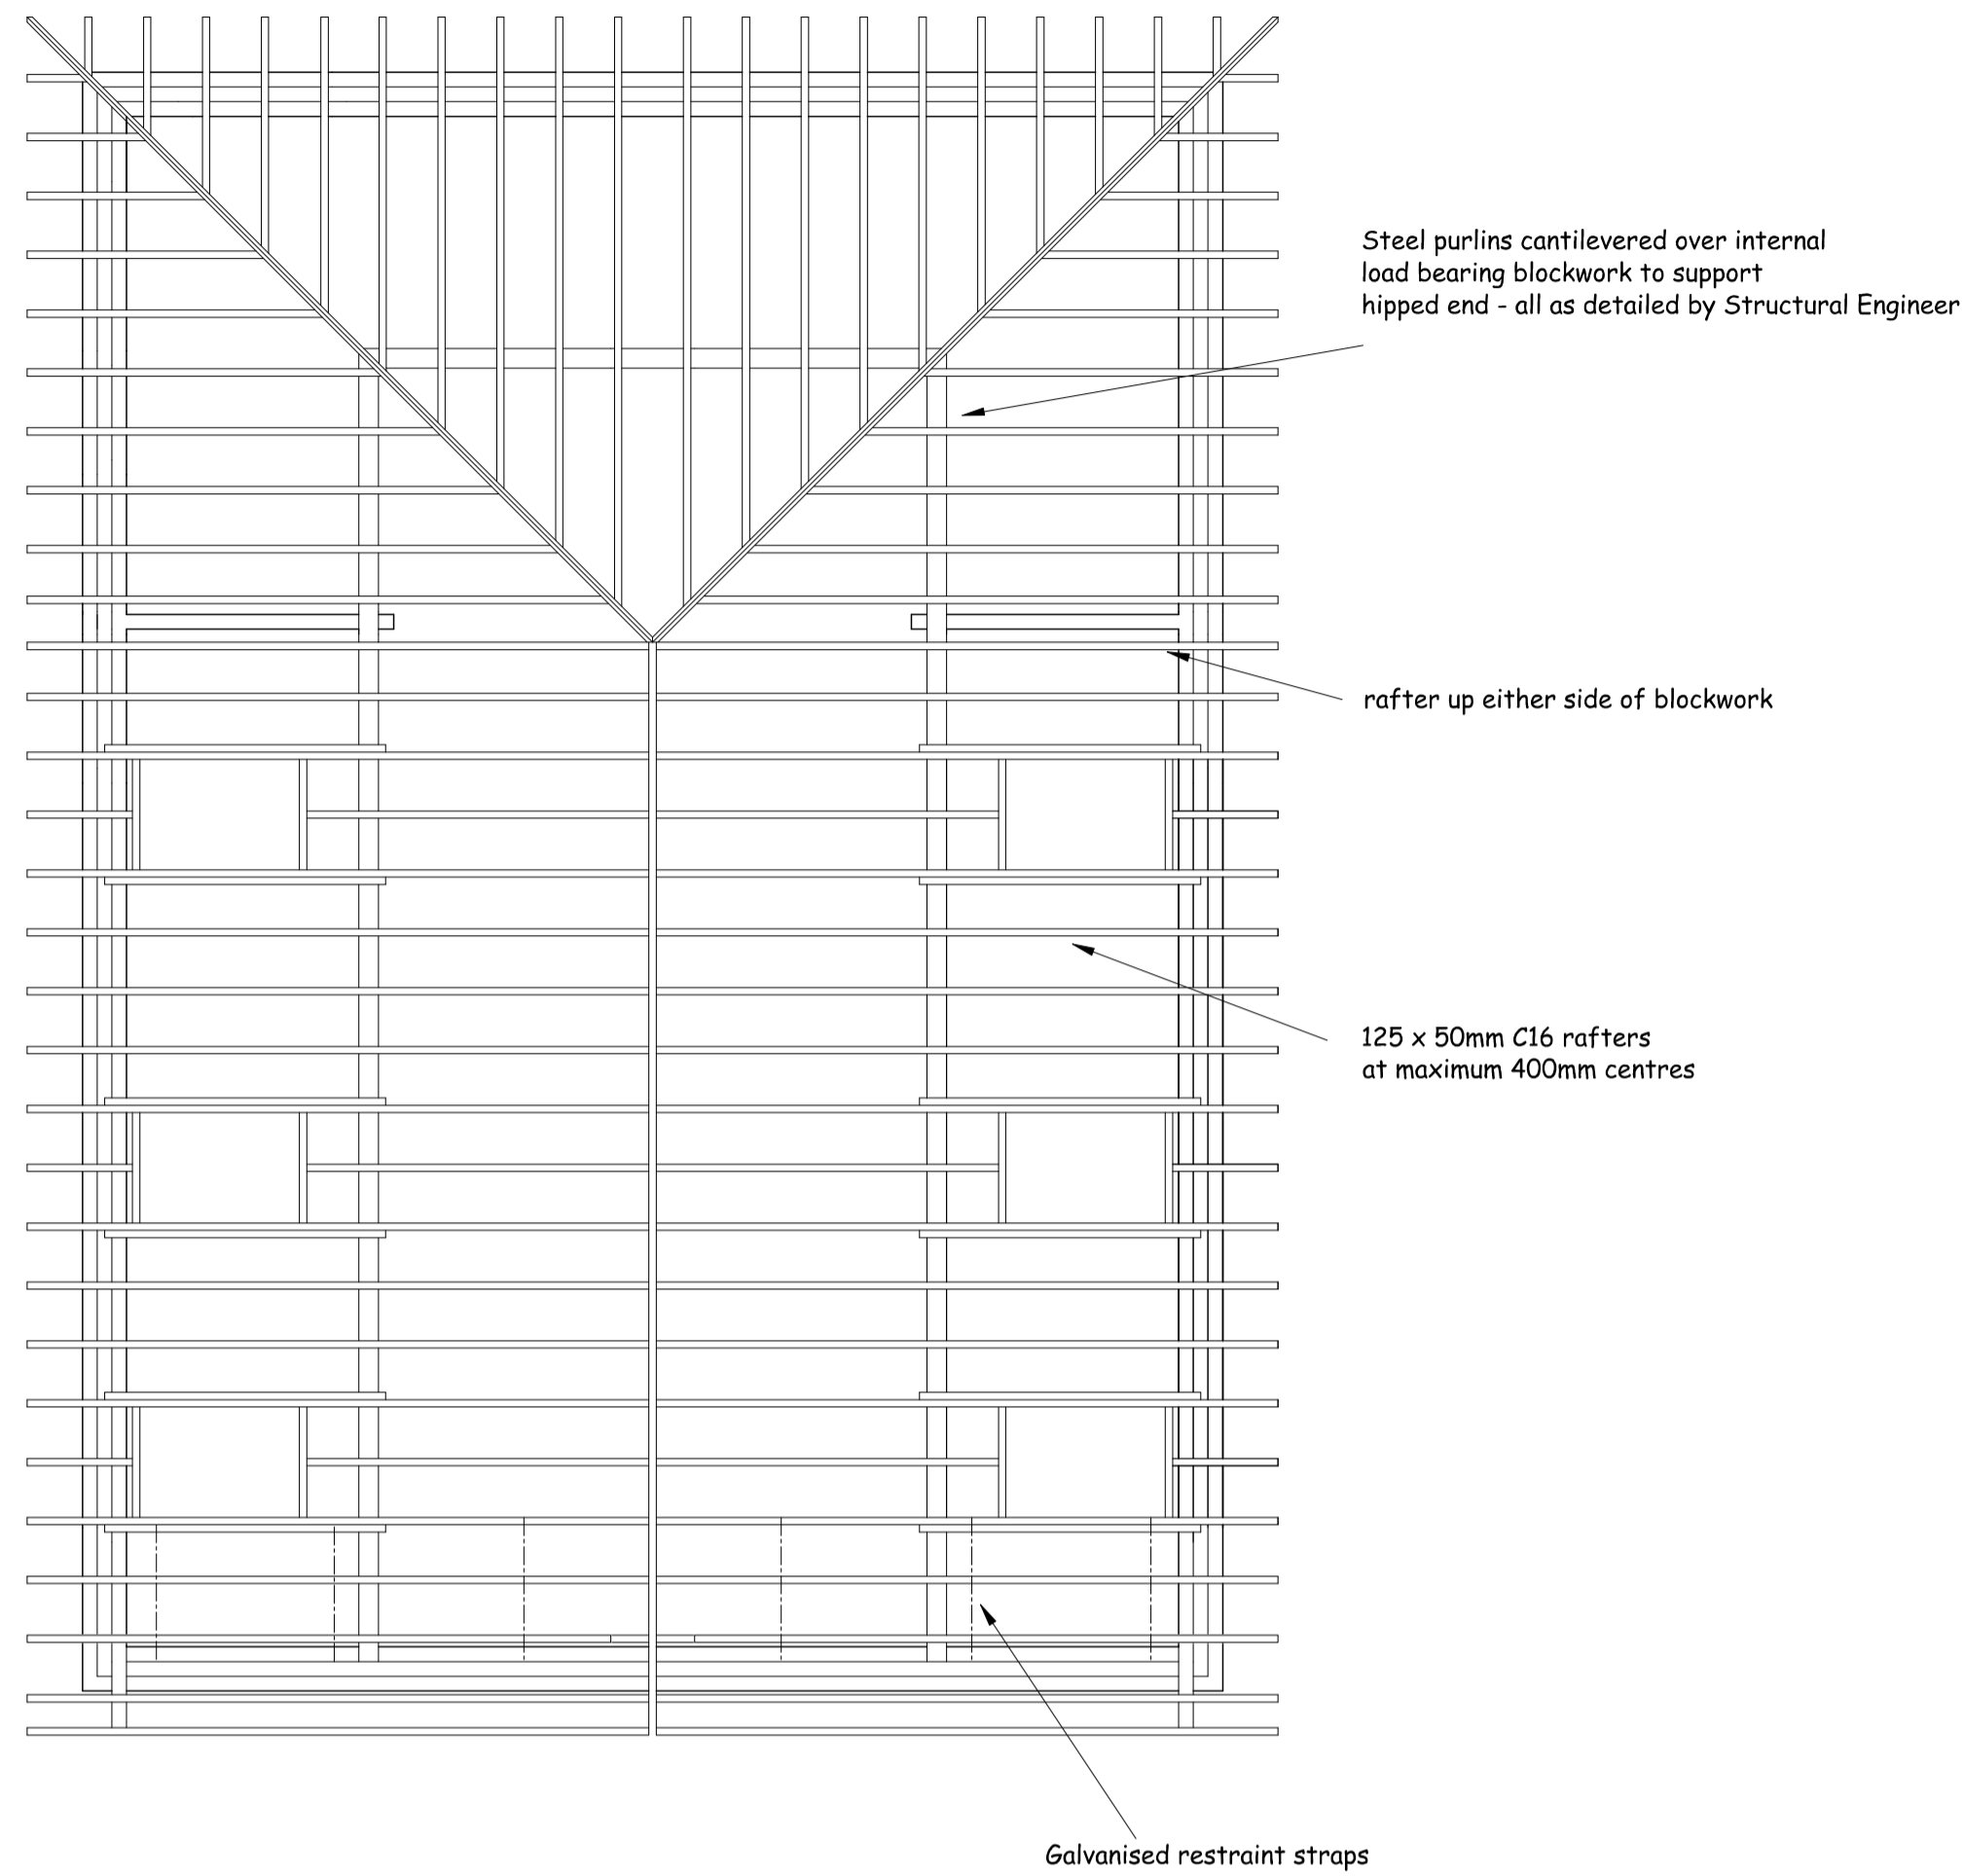 Steel purlins cantilevered over internal
load bearing blockwork to support
hipped end - all as detailed by Structural Engineer
rafter up either side of blockwork
125 x 50mm C16 rafters
at maximum 400mm centres
Galvanised restraint straps